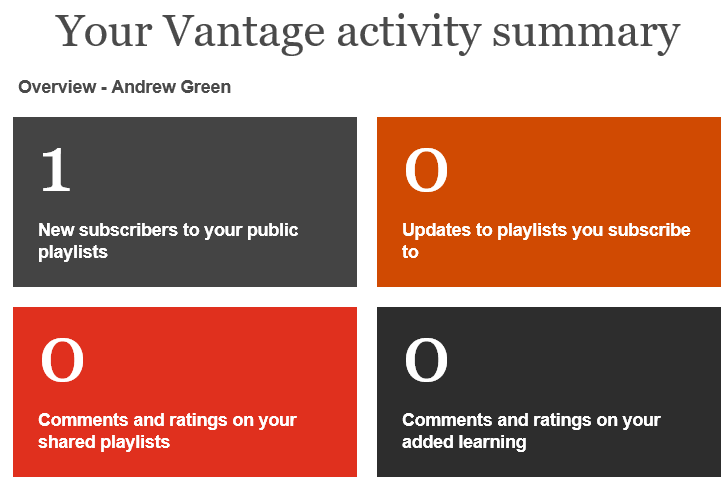 Your Vantage activity summary
Overview - Andrew Green
1
New subscribers to your public
playlists
0
Updates to playlists you subscribe
to
0
Comments and ratings on your
shared playlists
0
Comments and ratings on your
added learning